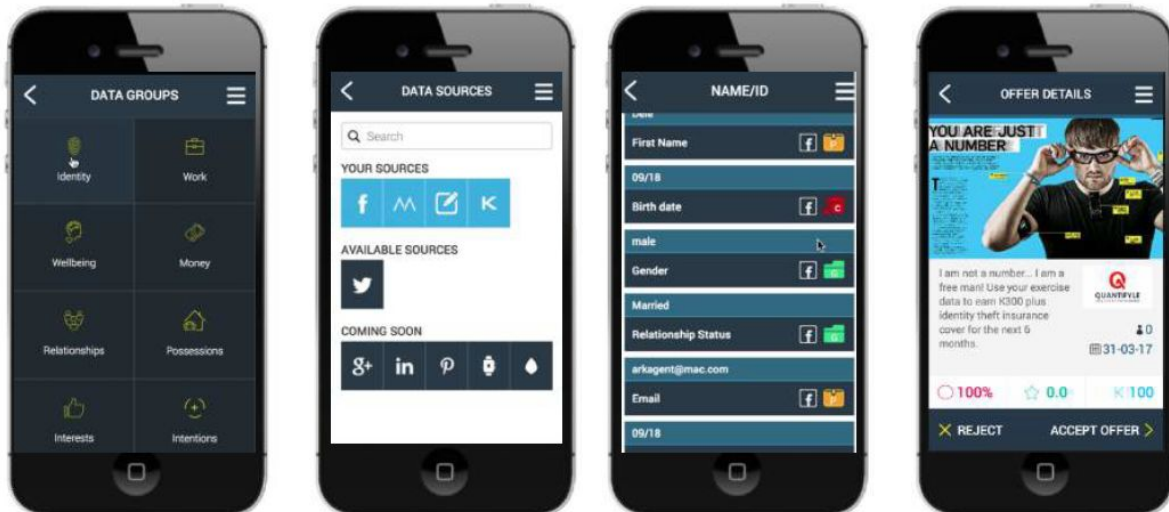 DATA GROUPS
Identity
Work
Wellbeing
Money
Relationships
Possessions
Interests
Intentions
DATA SOURCES
Search
YOUR SOURCES
AVAILABLE SOURCES
COMING SOON
g+ in
NAME/ID
Dele
First Name
f P
09/18
Birth date
f C
male
Gender
f G
Married
Relationship Status
f G
arkagent@mac.com
Email
f P
09/18
OFFER DETAILS
YOU ARE JUST
A NUMBER
I am not a number... I am a
free man! Use your exercise
data to earn K300 plus
identity theft insurance
cover for the next 6
months.
QUANTIFYLE
0
31-03-17
100%
0.0
K 100
REJECT
ACCEPT OFFER